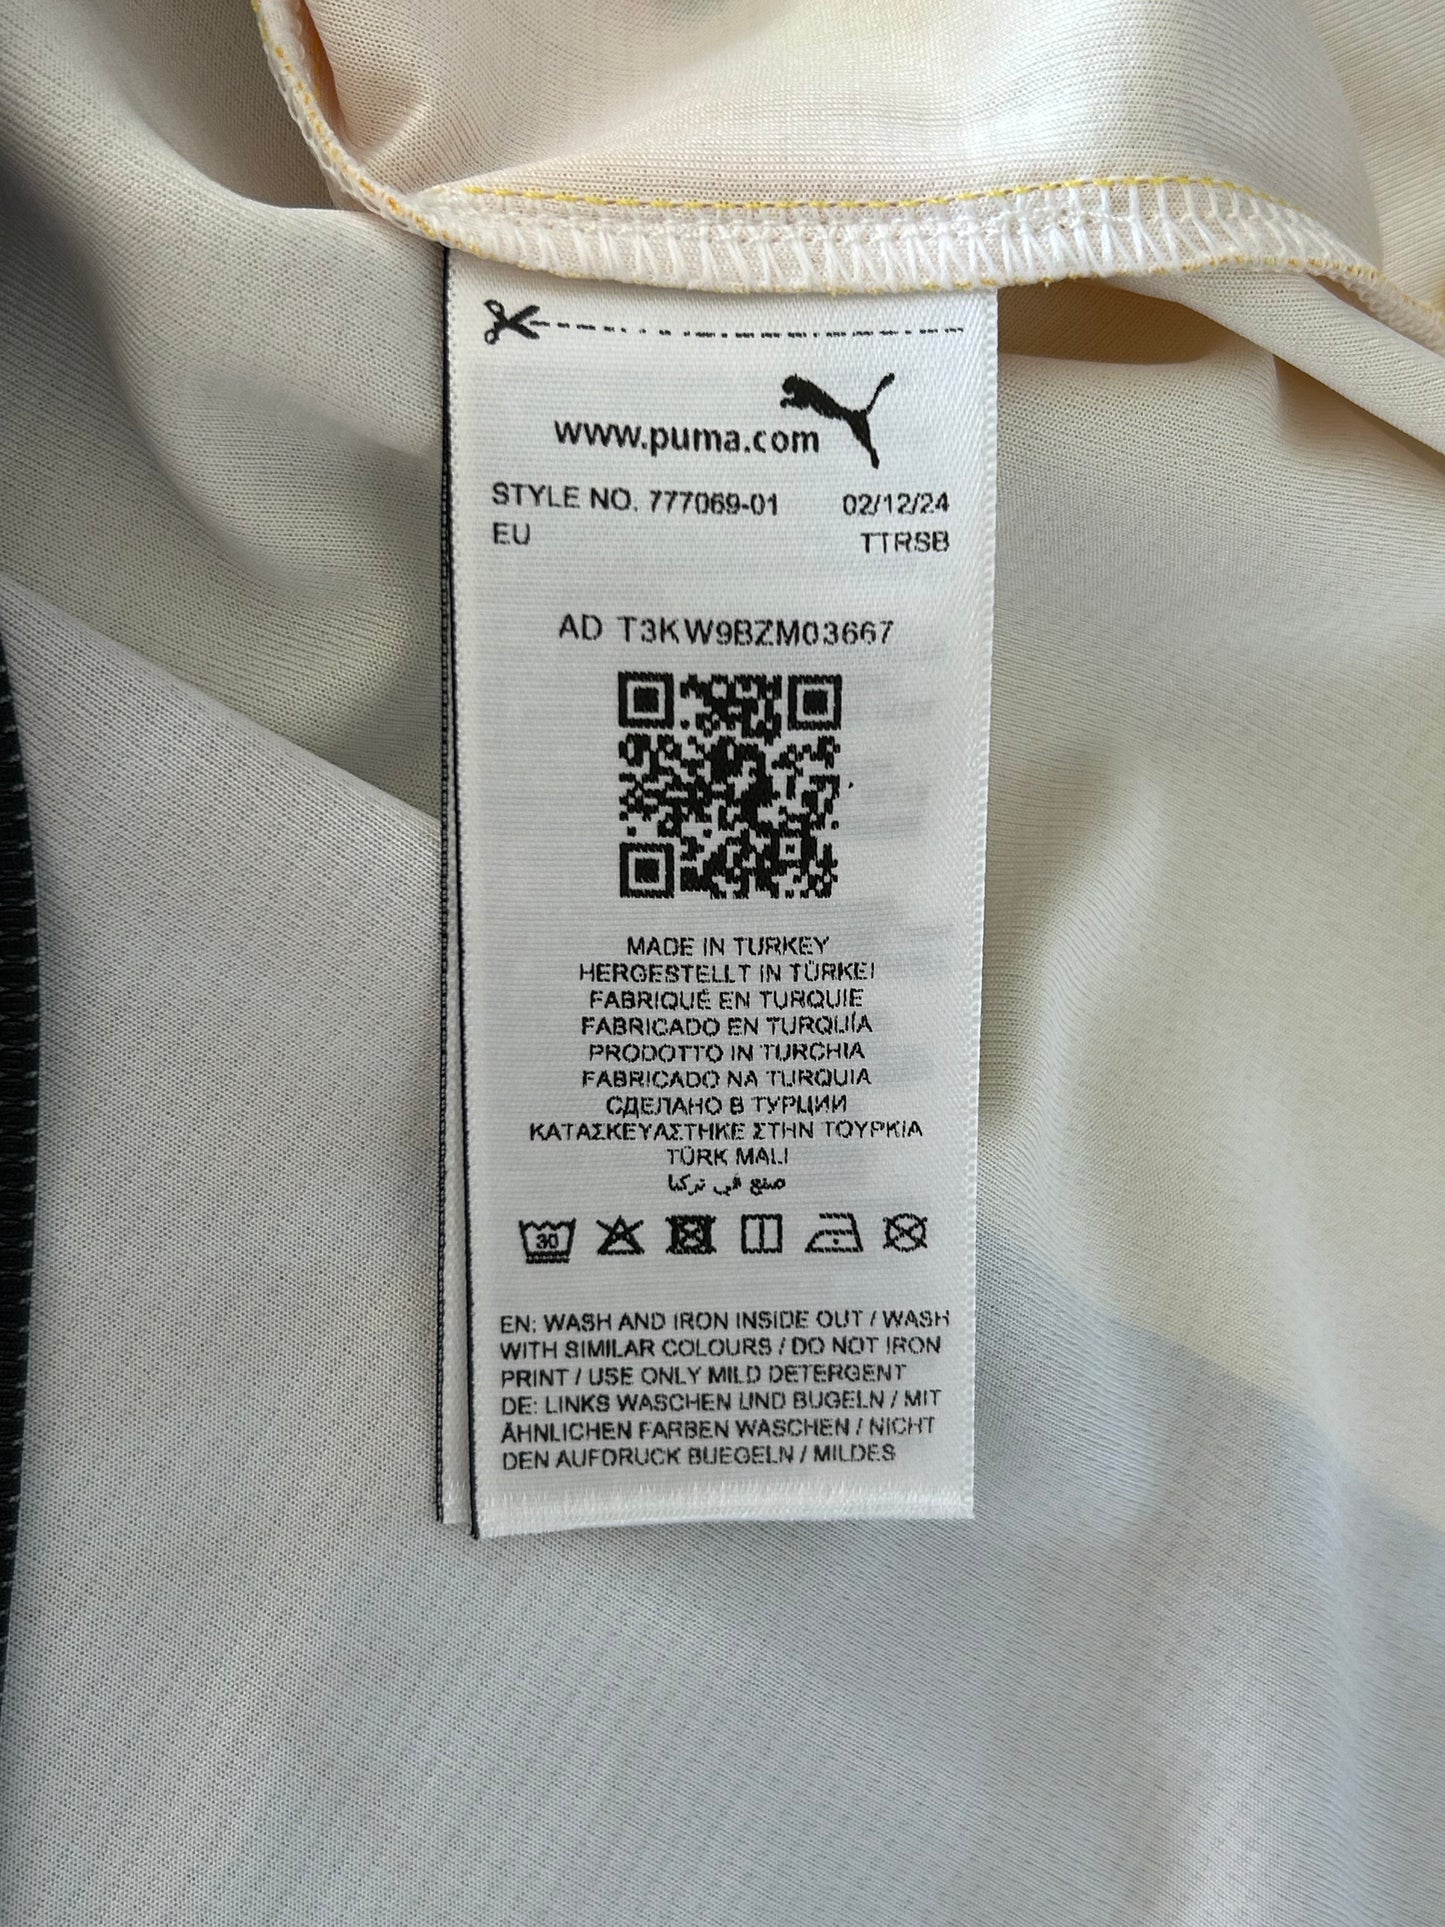 www.puma.com
STYLE NO. 777069-01 02/12/24
EU TTRSB
AD T3KW9BZM03667
MADE IN TURKEY
HERGESTELLT IN TÜRKEI
FABRIQUÉ EN TURQUIE
FABRICADO EN TURQUÍA
PRODOTTO IN TURCHIA
FABRICADO NA TURQUIA
СДЕЛАНО В ТУРЦИИ
ΚΑΤΑΣΚΕΥΑΣΤΗΚΕ ΣΤΗΝ ΤΟΥΡΚΙΑ
TÜRK MALI
صنع في تركيا
30
EN: WASH AND IRON INSIDE OUT / WASH
WITH SIMILAR COLOURS / DO NOT IRON
PRINT / USE ONLY MILD DETERGENT
DE: LINKS WASCHEN UND BUGELN / MIT
ÄHNLICHEN FARBEN WASCHEN / NICHT
DEN AUFDRUCK BUEGELN / MILDES